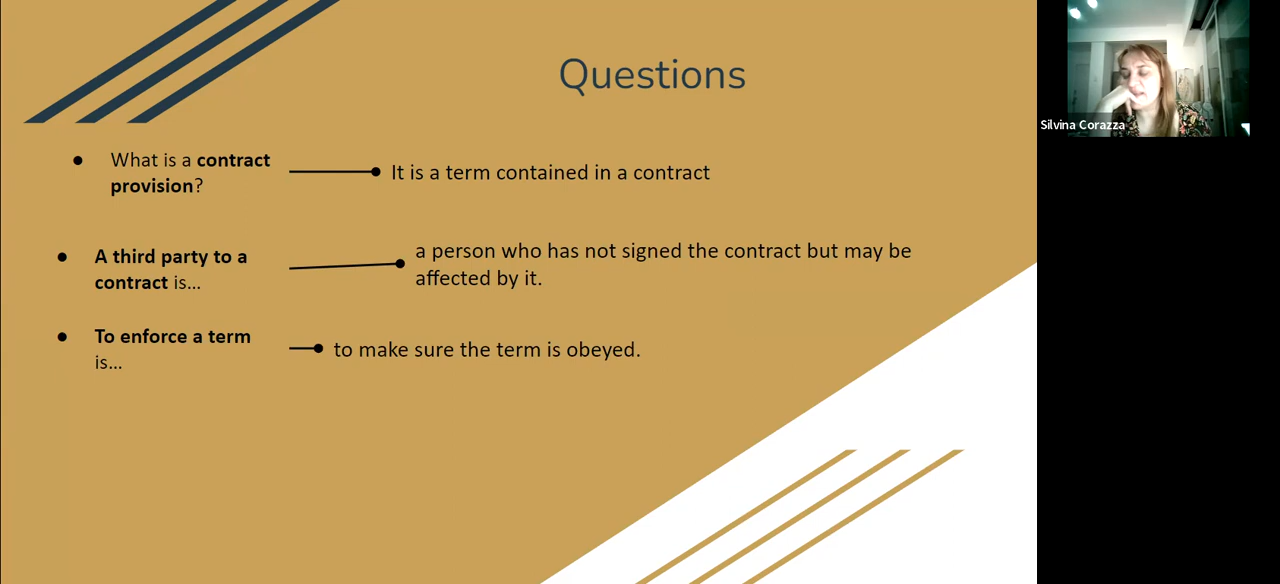 Questions
What is a contract
provision?
It is a term contained in a contract
A third party to a
contract is...
a person who has not signed the contract but may be
affected by it.
To enforce a term
is...
to make sure the term is obeyed.
Silvina Corazza